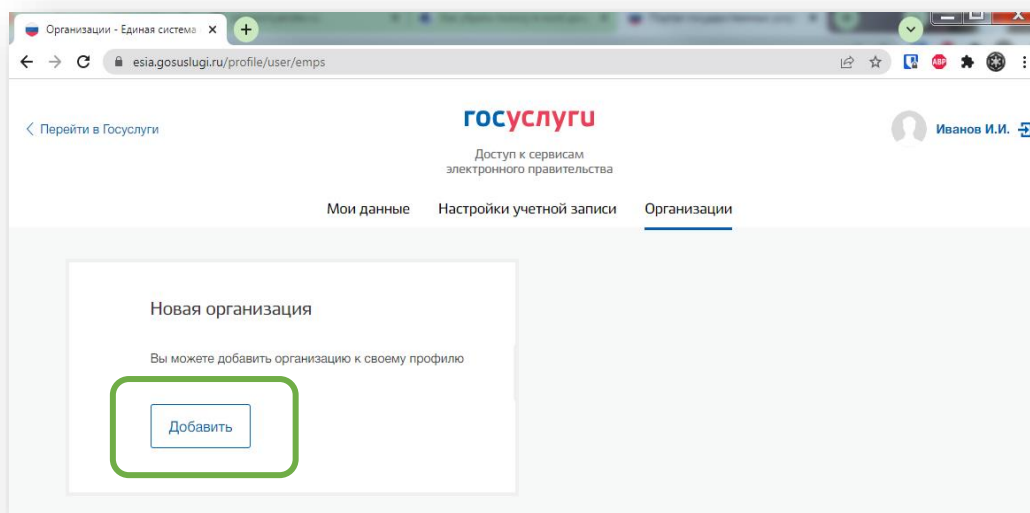 Организации - Единая система
esia.gosuslugi.ru/profile/user/emps
ABP
Перейти в Госуслуги
госуслуги
Иванов И.И.
Доступ к сервисам
электронного правительства
Мои данные Настройки учетной записи Организации
Новая организация
Вы можете добавить организацию к своему профилю
Добавить